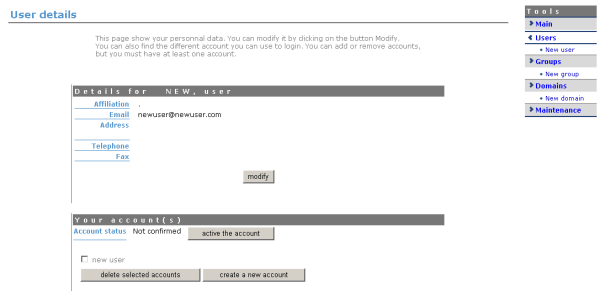 User details
This page show your personnal data. You can modify it by clicking on the button Modify.
You can also find the different account you can use to login. You can add or remove accounts,
but you must have at least one account.
Details for NEW, user
Affiliation .
Email newuser@newuser.com
Address
Telephone
Fax
modify
Your account(s)
Account status Not confirmed active the account
new user
delete selected accounts create a new account
Tools
Main
Users
New user
Groups
New group
Domains
New domain
Maintenance